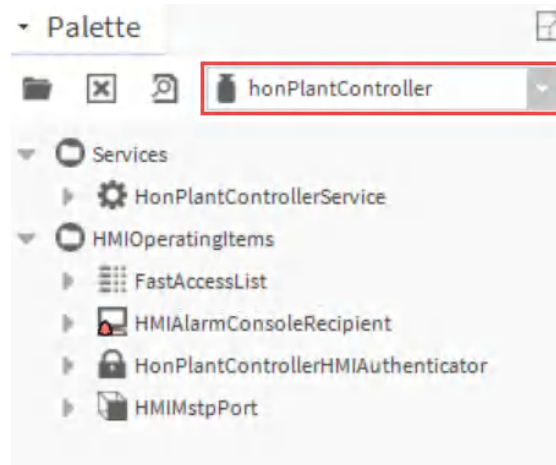 Palette
honPlantController
Services
HonPlantControllerService
HMIOperatingItems
FastAccessList
HMIAlarmConsoleRecipient
HonPlantControllerHMIAuthenticator
HMIMstpPort